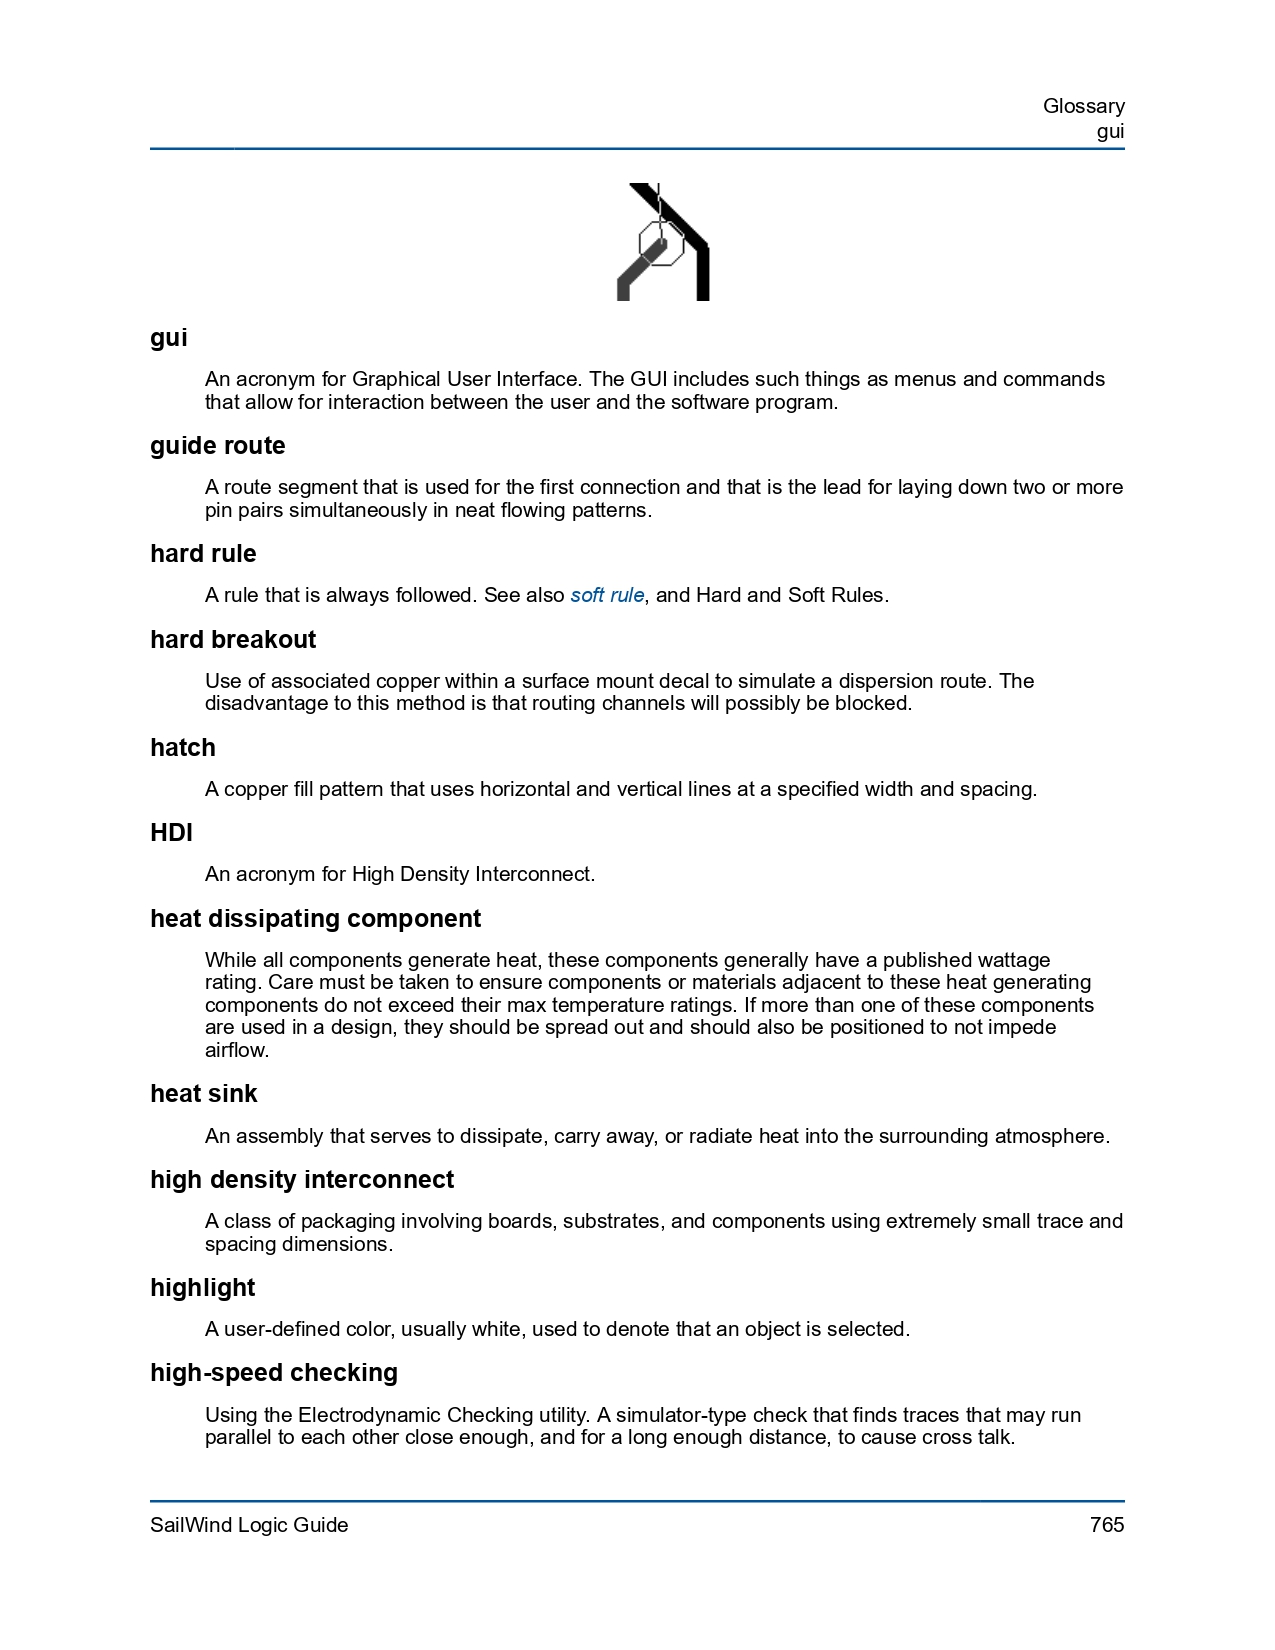 Glossary
gui
gui
An acronym for Graphical User Interface. The GUI includes such things as menus and commands
that allow for interaction between the user and the software program.
guide route
A route segment that is used for the first connection and that is the lead for laying down two or more
pin pairs simultaneously in neat flowing patterns.
hard rule
A rule that is always followed. See also soft rule, and Hard and Soft Rules.
hard breakout
Use of associated copper within a surface mount decal to simulate a dispersion route. The
disadvantage to this method is that routing channels will possibly be blocked.
hatch
A copper fill pattern that uses horizontal and vertical lines at a specified width and spacing.
HDI
An acronym for High Density Interconnect.
heat dissipating component
While all components generate heat, these components generally have a published wattage
rating. Care must be taken to ensure components or materials adjacent to these heat generating
components do not exceed their max temperature ratings. If more than one of these components
are used in a design, they should be spread out and should also be positioned to not impede
airflow.
heat sink
An assembly that serves to dissipate, carry away, or radiate heat into the surrounding atmosphere.
high density interconnect
A class of packaging involving boards, substrates, and components using extremely small trace and
spacing dimensions.
highlight
A user-defined color, usually white, used to denote that an object is selected.
high-speed checking
Using the Electrodynamic Checking utility. A simulator-type check that finds traces that may run
parallel to each other close enough, and for a long enough distance, to cause cross talk.
SailWind Logic Guide 765